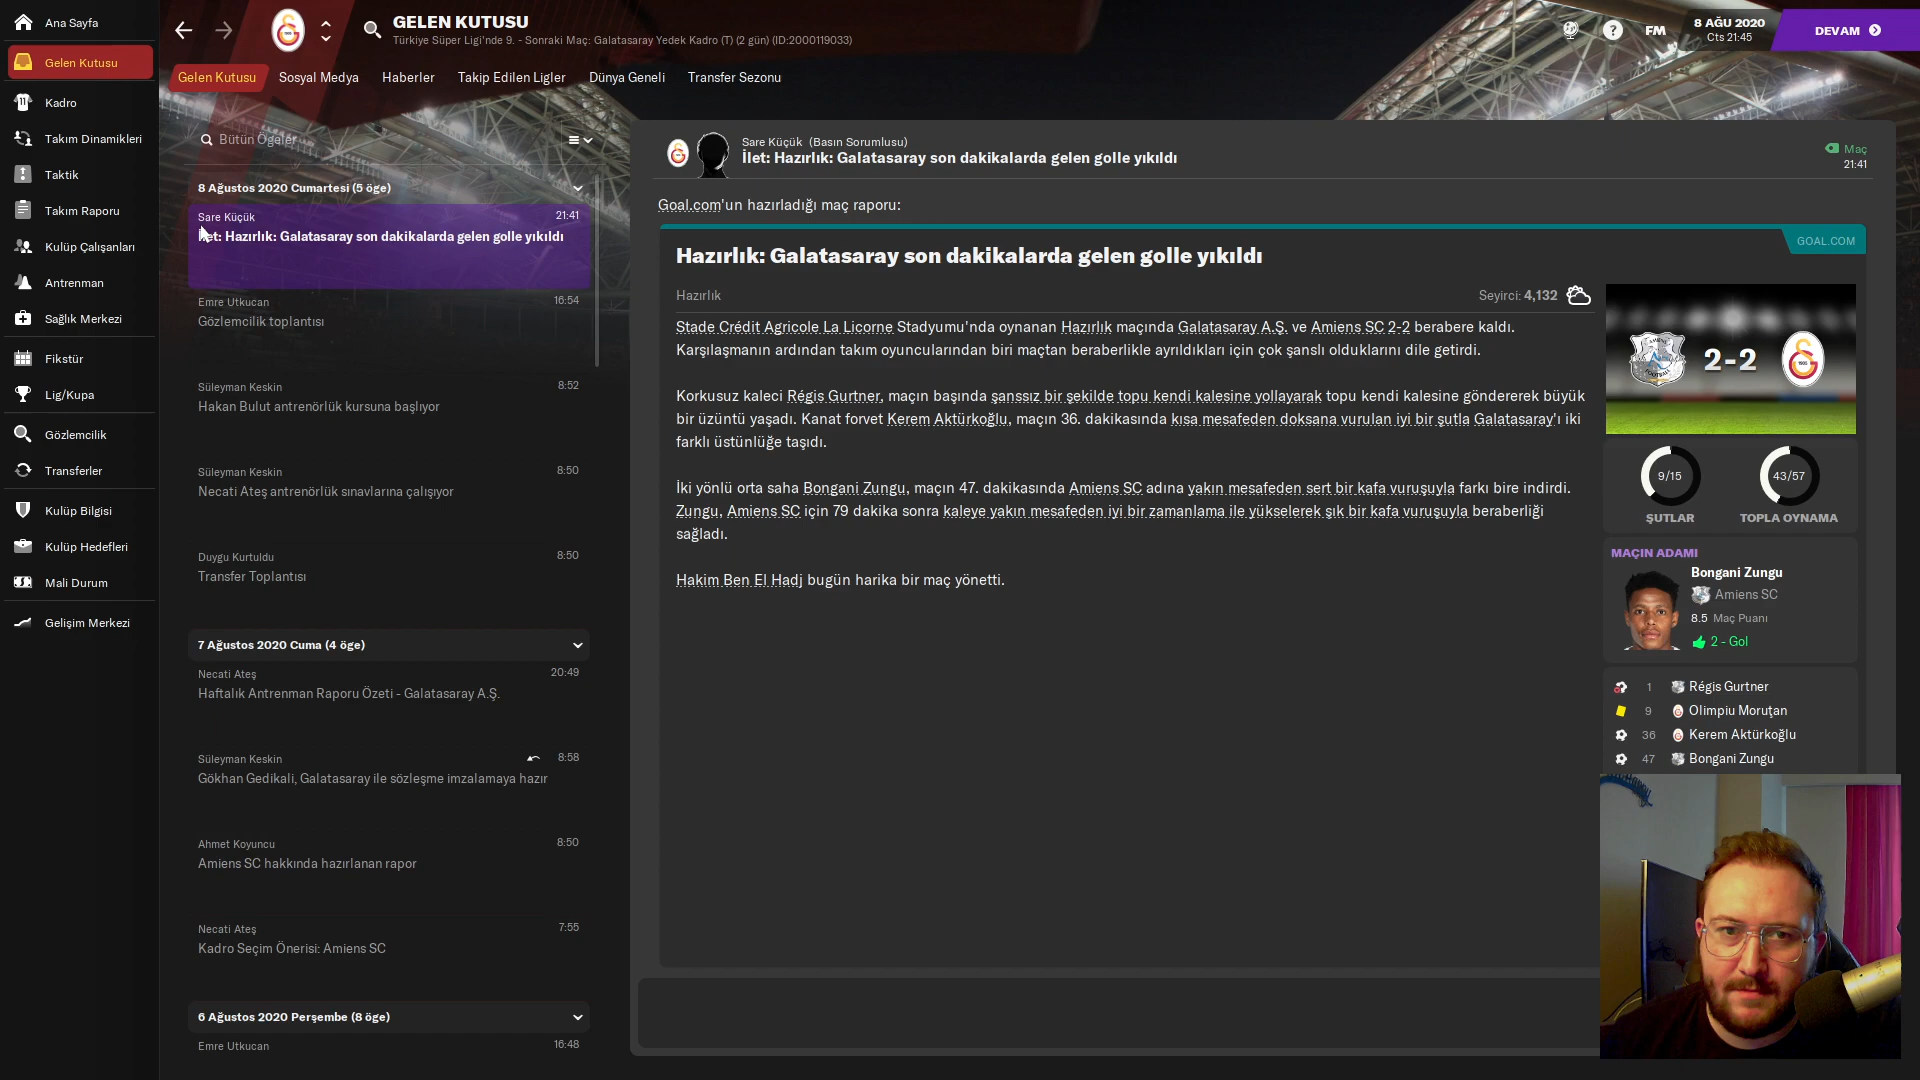 Ana Sayfa
Gelen Kutusu
Kadro
Takım Dinamikleri
Taktik
Takım Raporu
Kulüp Çalışanları
Antrenman
Sağlık Merkezi
Fikstür
Lig/Kupa
Gözlemcilik
Transferler
Kulüp Bilgisi
Kulüp Hedefleri
Mali Durum
Gelişim Merkezi
GELEN KUTUSU
Türkiye Süper Ligi'nde 9. - Sonraki Maç: Galatasaray Yedek Kadro (T) (2 gün) (ID:2000119033)
FM
8 AĞU 2020
Cts 21:45
DEVAM
Gelen Kutusu Sosyal Medya Haberler Takip Edilen Ligler Dünya Geneli Transfer Sezonu
Bütün Ögeler
8 Ağustos 2020 Cumartesi (5 öge)
Sare Küçük 21:41
İlet: Hazırlık: Galatasaray son dakikalarda gelen golle yıkıldı
Emre Utkucan 16:54
Gözlemcilik toplantısı
Süleyman Keskin 8:52
Hakan Bulut antrenörlük kursuna başlıyor
Süleyman Keskin 8:50
Necati Ateş antrenörlük sınavlarına çalışıyor
Duygu Kurtuldu 8:50
Transfer Toplantısı
7 Ağustos 2020 Cuma (4 öge)
Necati Ateş 20:49
Haftalık Antrenman Raporu Özeti - Galatasaray A.Ş.
Süleyman Keskin 8:58
Gökhan Gedikali, Galatasaray ile sözleşme imzalamaya hazır
Ahmet Koyuncu 8:50
Amiens SC hakkında hazırlanan rapor
Necati Ateş 7:55
Kadro Seçim Önerisi: Amiens SC
6 Ağustos 2020 Perşembe (8 öge)
Emre Utkucan 16:48
Sare Küçük (Basın Sorumlusu)
İlet: Hazırlık: Galatasaray son dakikalarda gelen golle yıkıldı
Maç
21:41
Goal.com'un hazırladığı maç raporu:
GOAL.COM
Hazırlık: Galatasaray son dakikalarda gelen golle yıkıldı
Hazırlık Seyirci: 4,132
Stade Crédit Agricole La Licorne Stadyumu'nda oynanan Hazırlık maçında Galatasaray A.Ş. ve Amiens SC 2-2 berabere kaldı.
Karşılaşmanın ardından takım oyuncularından biri maçtan beraberlikle ayrıldıkları için çok şanslı olduklarını dile getirdi.
Korkusuz kaleci Régis Gurtner, maçın başında şanssız bir şekilde topu kendi kalesine yollayarak topu kendi kalesine göndererek büyük
bir üzüntü yaşadı. Kanat forvet Kerem Aktürkoğlu, maçın 36. dakikasında kısa mesafeden doksana vurulan iyi bir şutla Galatasaray'ı iki
farklı üstünlüğe taşıdı.
İki yönlü orta saha Bongani Zungu, maçın 47. dakikasında Amiens SC adına yakın mesafeden sert bir kafa vuruşuyla farkı bire indirdi.
Zungu, Amiens SC için 79 dakika sonra kaleye yakın mesafeden iyi bir zamanlama ile yükselerek şık bir kafa vuruşuyla beraberliği
sağladı.
Hakim Ben El Hadj bugün harika bir maç yönetti.
2-2
9/15
ŞUTLAR
43/57
TOPLA OYNAMA
MAÇIN ADAMI
Bongani Zungu
Amiens SC
8.5 Maç Puanı
2 - Gol
1 Régis Gurtner
9 Olimpiu Moruţan
36 Kerem Aktürkoğlu
47 Bongani Zungu